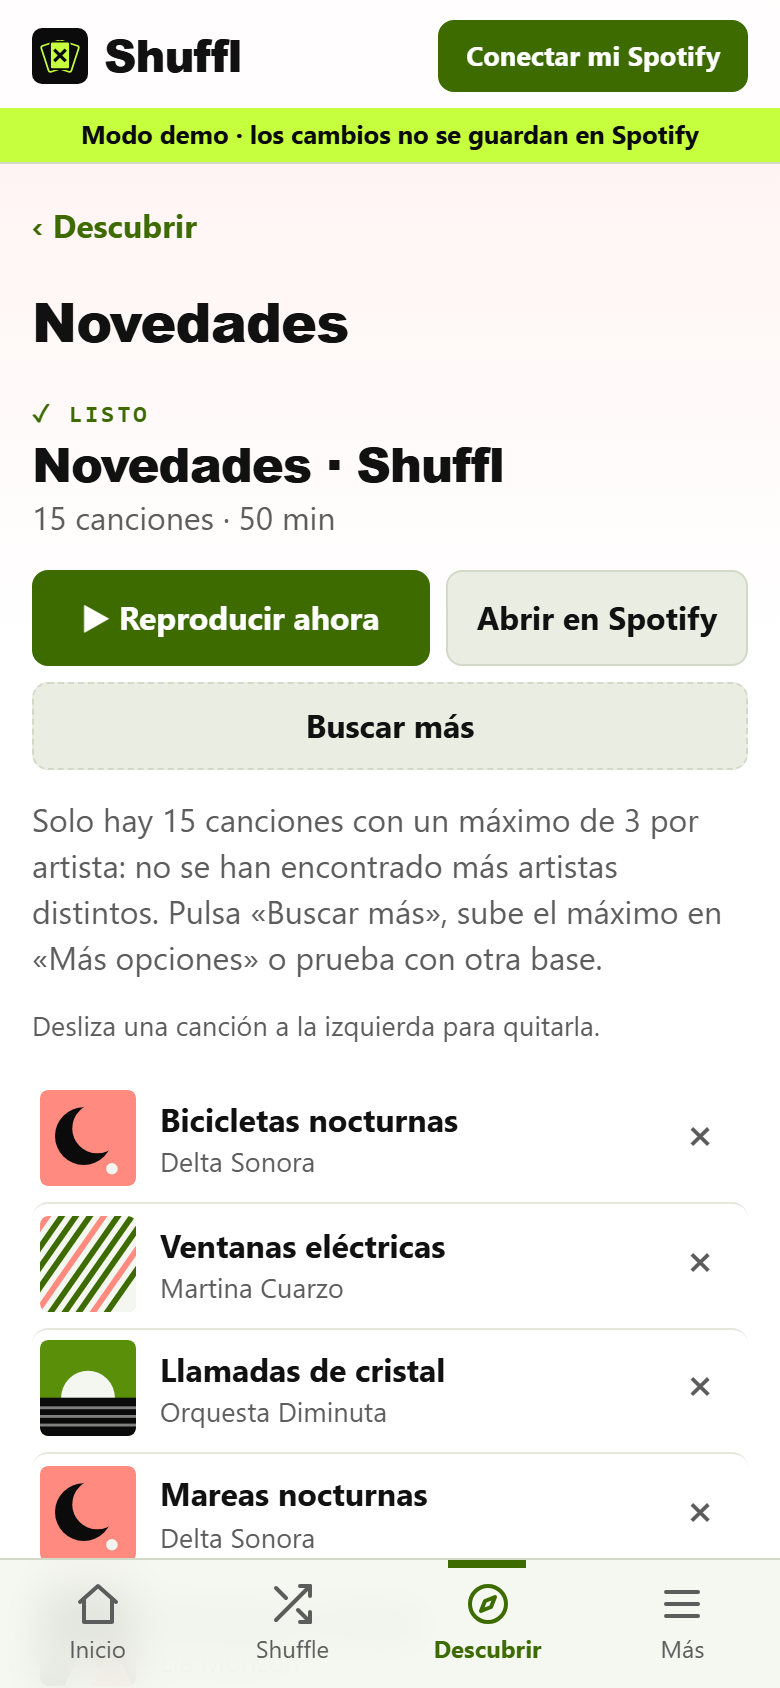 Shuffl
Conectar mi Spotify
Modo demo · los cambios no se guardan en Spotify
‹ Descubrir
Novedades
✓ LISTO
Novedades · Shuffl
15 canciones · 50 min
▶ Reproducir ahora
Abrir en Spotify
Buscar más
Solo hay 15 canciones con un máximo de 3 por
artista: no se han encontrado más artistas
distintos. Pulsa «Buscar más», sube el máximo en
«Más opciones» o prueba con otra base.
Desliza una canción a la izquierda para quitarla.
Bicicletas nocturnas
Delta Sonora
Ventanas eléctricas
Martina Cuarzo
Llamadas de cristal
Orquesta Diminuta
Mareas nocturnas
Delta Sonora
Inicio
Shuffle
Descubrir
Más